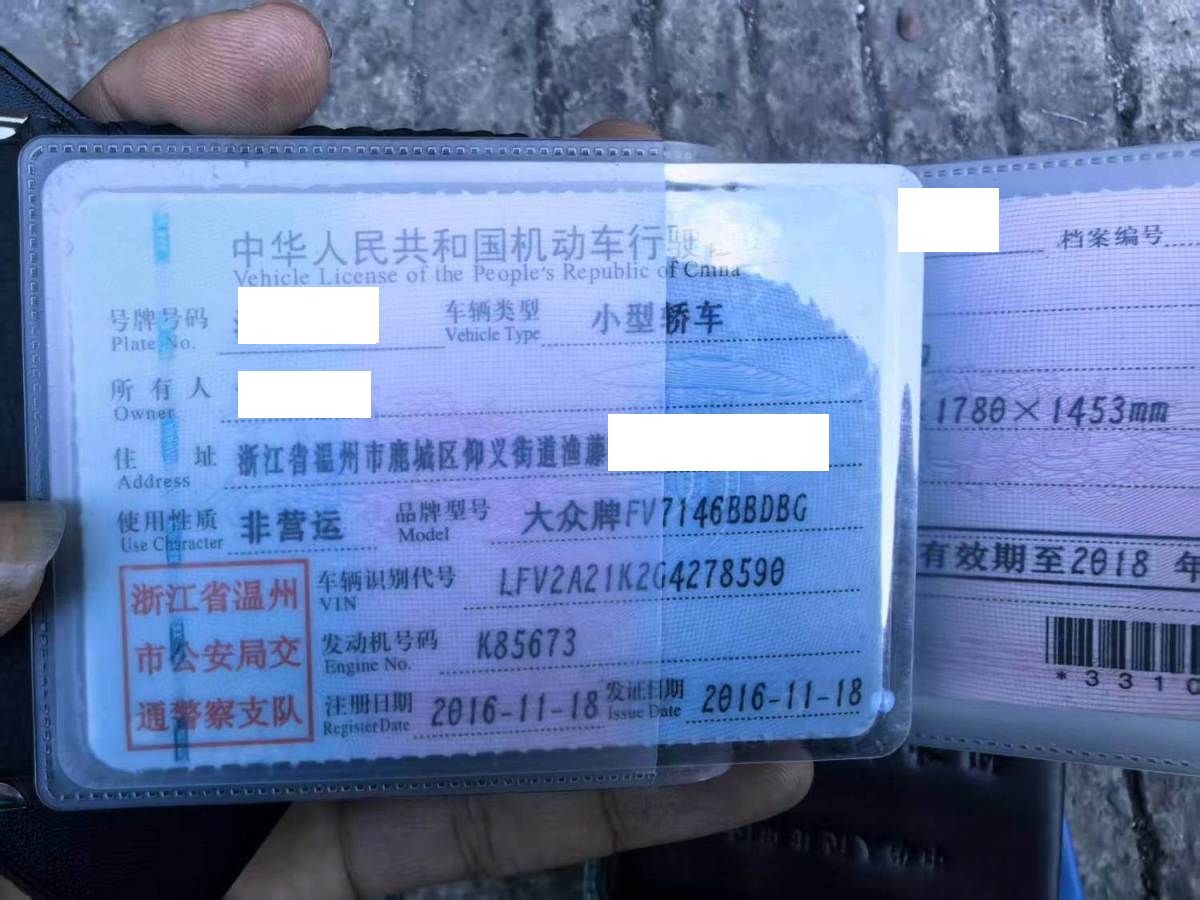 中华人民共和国机动车行驶
Vehicle License of the People's Republic of China
号牌号码
Plate No.
车辆类型 小型轿车
Vehicle Type
所有人
Owner
住址 浙江省温州市鹿城区仰义街道渔藤
Address
使用性质 非营运
Use Character
品牌型号 大众牌FV7146BBDBG
Model
浙江省温州
市公安局交
通警察支队
车辆识别代号 LFV2A21K2G4278590
VIN
发动机号码 K85673
Engine No.
注册日期 2016-11-18
Register Date
发证日期 2016-11-18
Issue Date
档案编号
1780×1453mm
有效期至2018 年
*3310